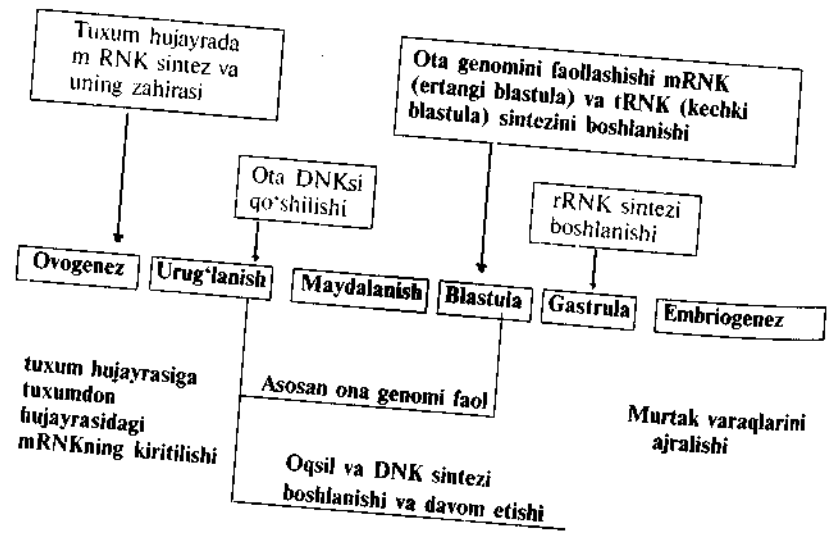 Tuxum hujayrada
m RNK sintez va
uning zahirasi
Ota genomini faollashishi mRNK
(ertangi blastula) va tRNK (kechki
blastula) sintezini boshlanishi
Ota DNKsi
qo‘shilishi
rRNK sintezi
boshlanishi
Ovogenez
Urug‘lanish
Maydalanish
Blastula
Gastrula
Embriogenez
tuxum hujayrasiga
tuxumdon
hujayrasidagi
mRNKning kiritilishi
Asosan ona genomi faol
Murtak varaqlarini
ajralishi
Oqsil va DNK sintezi
boshlanishi va davom etishi